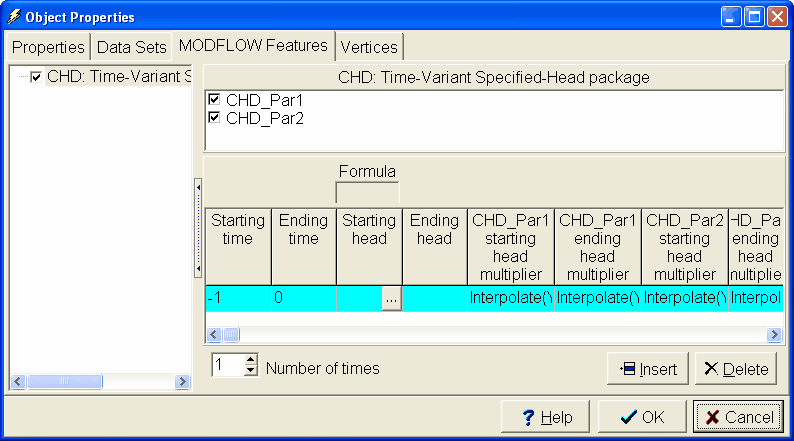 Object Properties
Properties
Data Sets
MODFLOW Features
Vertices
CHD: Time-Variant S
CHD: Time-Variant Specified-Head package
CHD_Par1
CHD_Par2
Formula
Starting time
Ending time
Starting head
Ending head
CHD_Par1 starting head multiplier
CHD_Par1 ending head multiplier
CHD_Par2 starting head multiplier
HD_Pa ending head nultiplie
-1
0
...
Interpolate(
Interpolate(
Interpolate(
Interpol
1
Number of times
Insert
Delete
Help
OK
Cancel